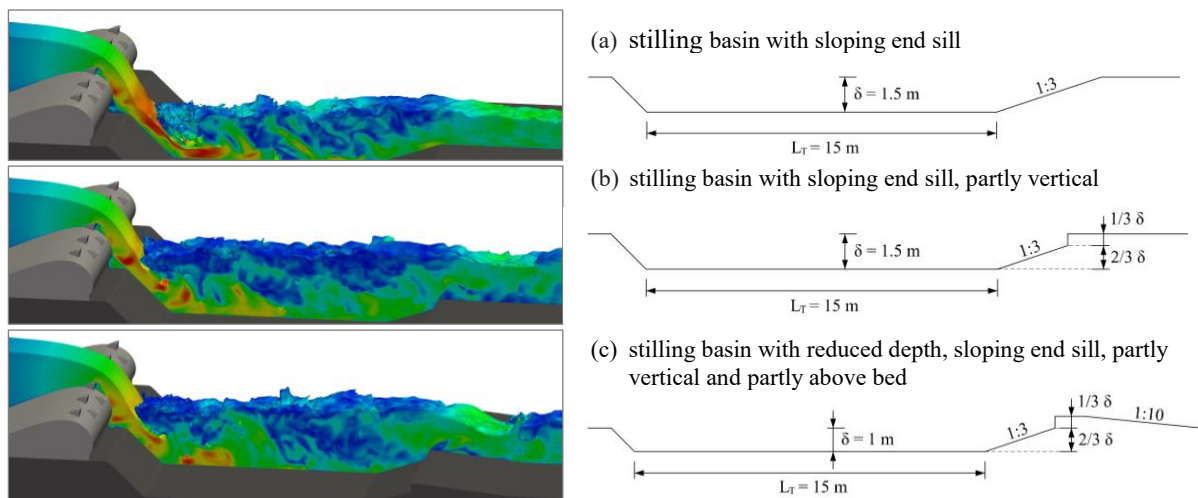 (a) stilling basin with sloping end sill
1:3
δ = 1.5 m
L_T = 15 m
(b) stilling basin with sloping end sill, partly vertical
1/3 δ
1:3
δ = 1.5 m
2/3 δ
L_T = 15 m
(c) stilling basin with reduced depth, sloping end sill, partly
vertical and partly above bed
1/3 δ
1:10
1:3
δ = 1 m
2/3 δ
L_T = 15 m